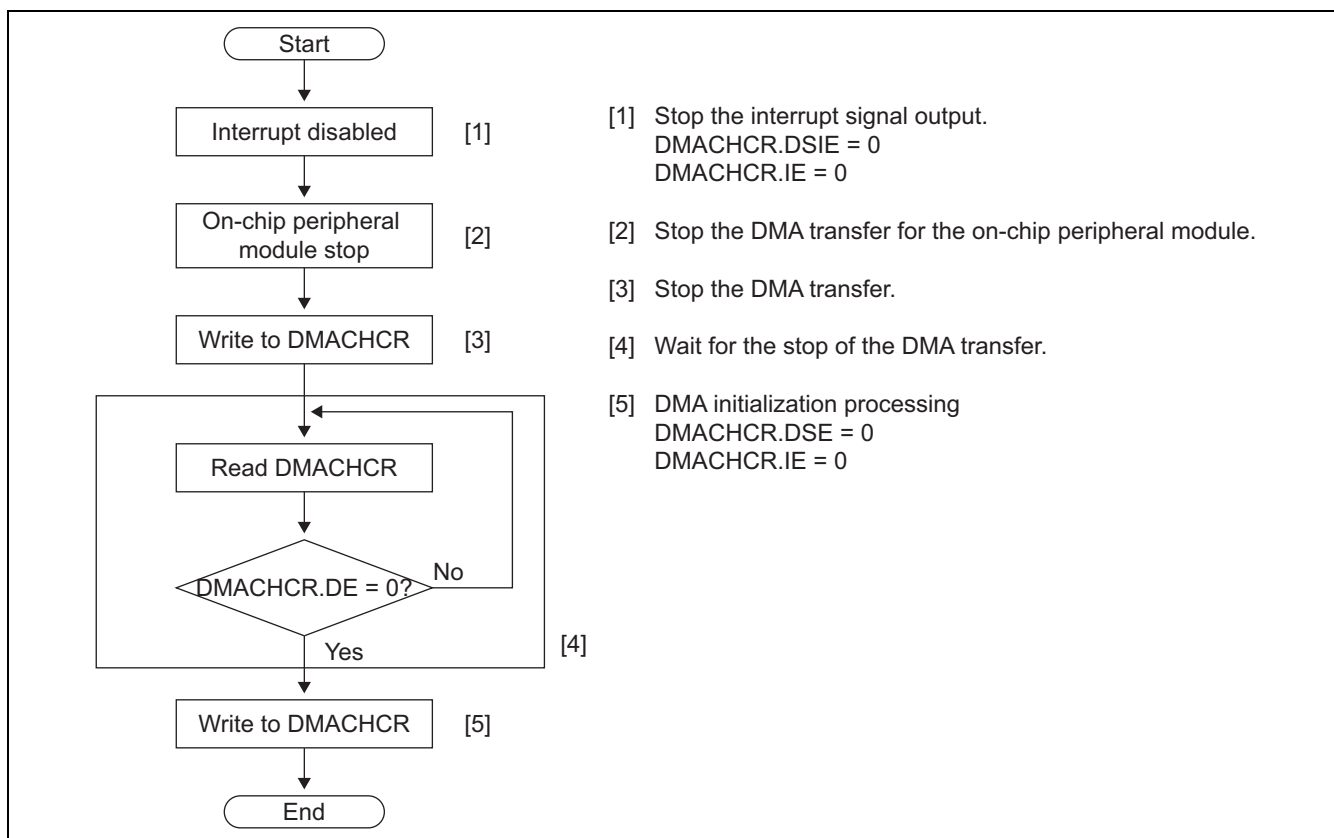 Start
Interrupt disabled
[1]
On-chip peripheral
module stop
[2]
Write to DMACHCR
[3]
Read DMACHCR
DMACHCR.DE = 0?
No
Yes
[4]
Write to DMACHCR
[5]
End
[1] Stop the interrupt signal output.
DMACHCR.DSIE = 0
DMACHCR.IE = 0
[2] Stop the DMA transfer for the on-chip peripheral module.
[3] Stop the DMA transfer.
[4] Wait for the stop of the DMA transfer.
[5] DMA initialization processing
DMACHCR.DSE = 0
DMACHCR.IE = 0